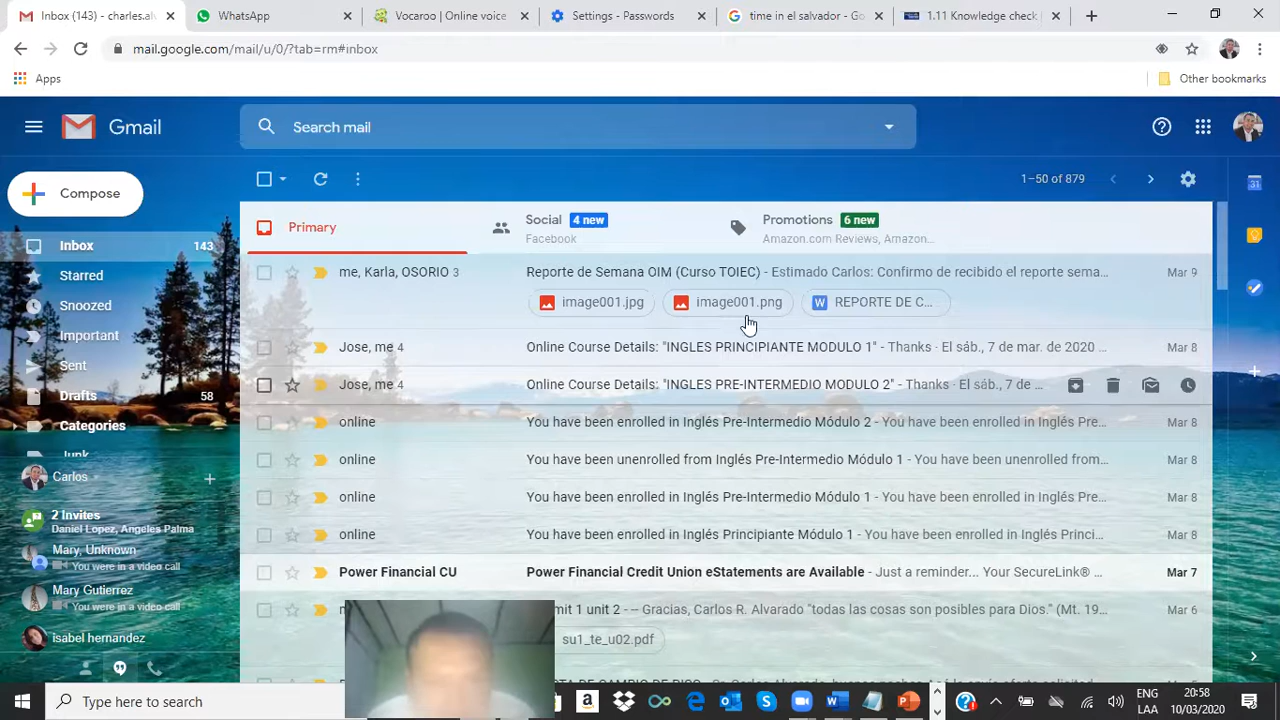 Inbox (143) - charles.alv
WhatsApp
Vocaroo | Online voice
Settings - Passwords
time in el salvador - Go
1.11 Knowledge check
mail.google.com/mail/u/0/?tab=rm#inbox
Apps
Other bookmarks
Gmail
Search mail
Compose
1–50 of 879
31
Primary
Social 4 new
Facebook
Promotions 6 new
Amazon.com Reviews, Amazon...
Inbox 143
Starred
Snoozed
Important
Sent
Drafts 58
Categories
Junk
me, Karla, OSORIO 3 Reporte de Semana OIM (Curso TOIEC) - Estimado Carlos: Confirmo de recibido el reporte sema... Mar 9
image001.jpg image001.png W REPORTE DE C...
Jose, me 4 Online Course Details: "INGLES PRINCIPIANTE MODULO 1" - Thanks · El sáb., 7 de mar. de 2020 ... Mar 8
Jose, me 4 Online Course Details: "INGLES PRE-INTERMEDIO MODULO 2" - Thanks · El sáb., 7 de ...
online You have been enrolled in Inglés Pre-Intermedio Módulo 2 - You have been enrolled in Inglés Pre... Mar 8
online You have been unenrolled from Inglés Pre-Intermedio Módulo 1 - You have been unenrolled from... Mar 8
online You have been enrolled in Inglés Pre-Intermedio Módulo 1 - You have been enrolled in Inglés Pre... Mar 8
online You have been enrolled in Inglés Principiante Módulo 1 - You have been enrolled in Inglés Princi... Mar 8
Power Financial CU Power Financial Credit Union eStatements are Available - Just a reminder... Your SecureLink® ... Mar 7
mit 1 unit 2 - -- Gracias, Carlos R. Alvarado "todas las cosas son posibles para Dios." (Mt. 19... Mar 6
su1_te_u02.pdf
Carlos
2 Invites
Daniel Lopez, Angeles Palma
Mary, Unknown
You were in a video call
Mary Gutierrez
You were in a video call
isabel hernandez
Type here to search
ENG
LAA
20:58
10/03/2020